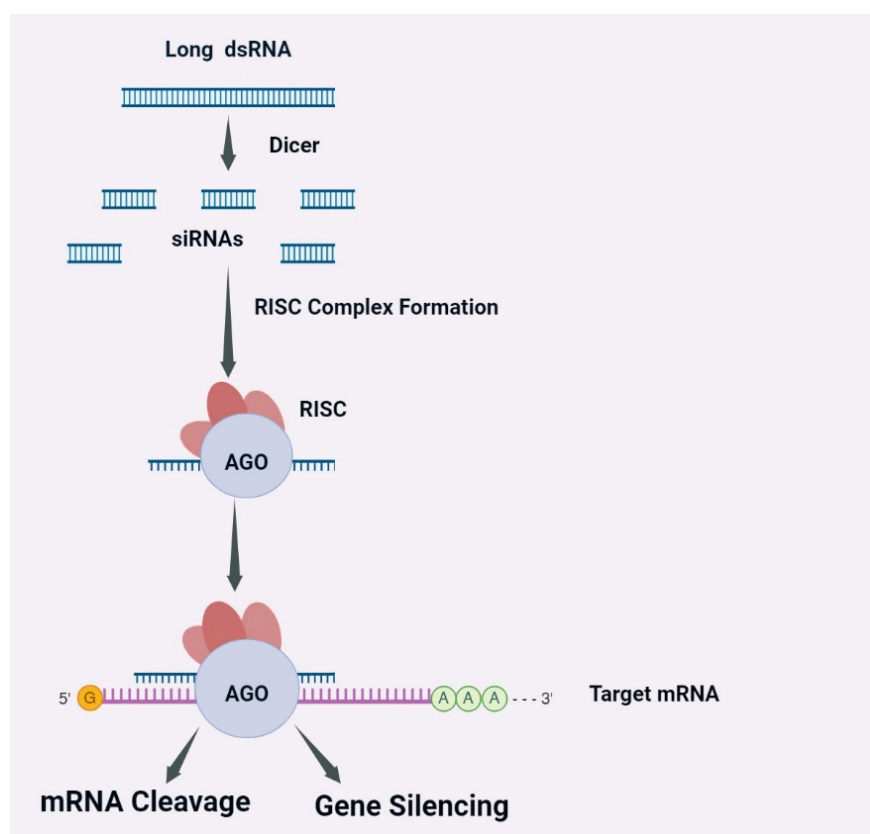 Long dsRNA
Dicer
siRNAs
RISC Complex Formation
RISC
AGO
AGO
5' G A A A - - - 3' Target mRNA
mRNA Cleavage
Gene Silencing